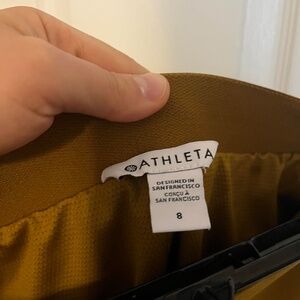 ATHLETA
DESIGNED IN
SAN FRANCISCO
CONÇU À
SAN FRANCISCO
8